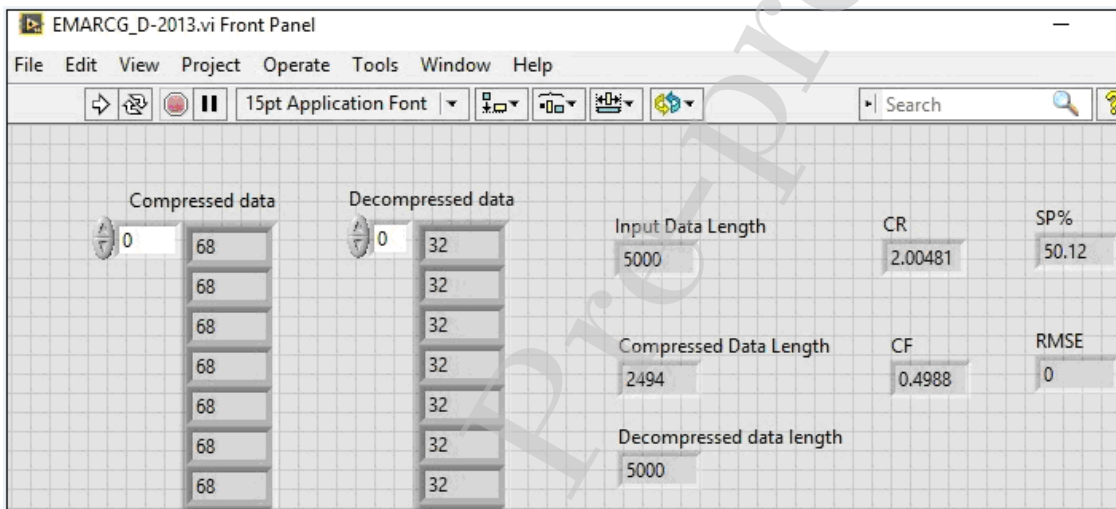 EMARCG_D-2013.vi Front Panel
File Edit View Project Operate Tools Window Help
15pt Application Font
Search
Compressed data
0
68
68
68
68
68
68
68
Decompressed data
0
32
32
32
32
32
32
32
Input Data Length
5000
CR
2.00481
SP%
50.12
Compressed Data Length
2494
CF
0.4988
RMSE
0
Decompressed data length
5000
Pre-pr